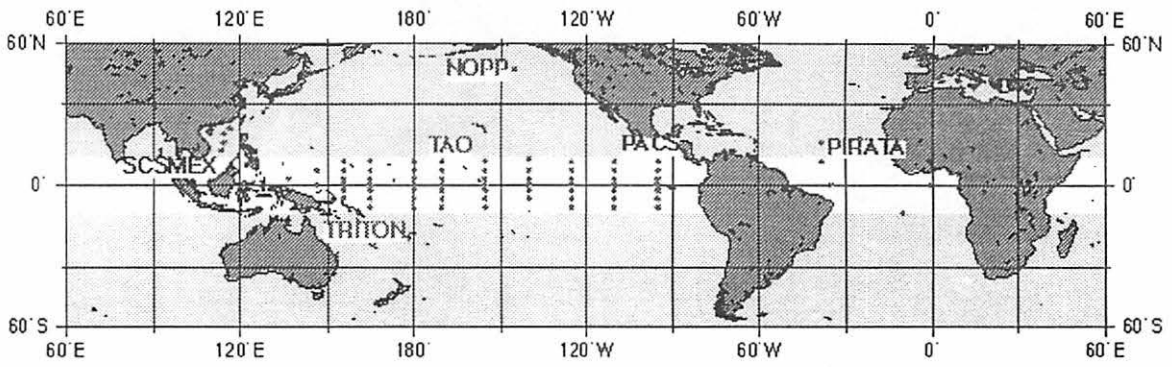 60°E 120°E 180° 120°W 60°W 0° 60°E
60°N 60°N
NOPP
TAO PACS PIRATA
SCSMEX
0° 0°
TRITON
60°S 60°S
60°E 120°E 180° 120°W 60°W 0° 60°E